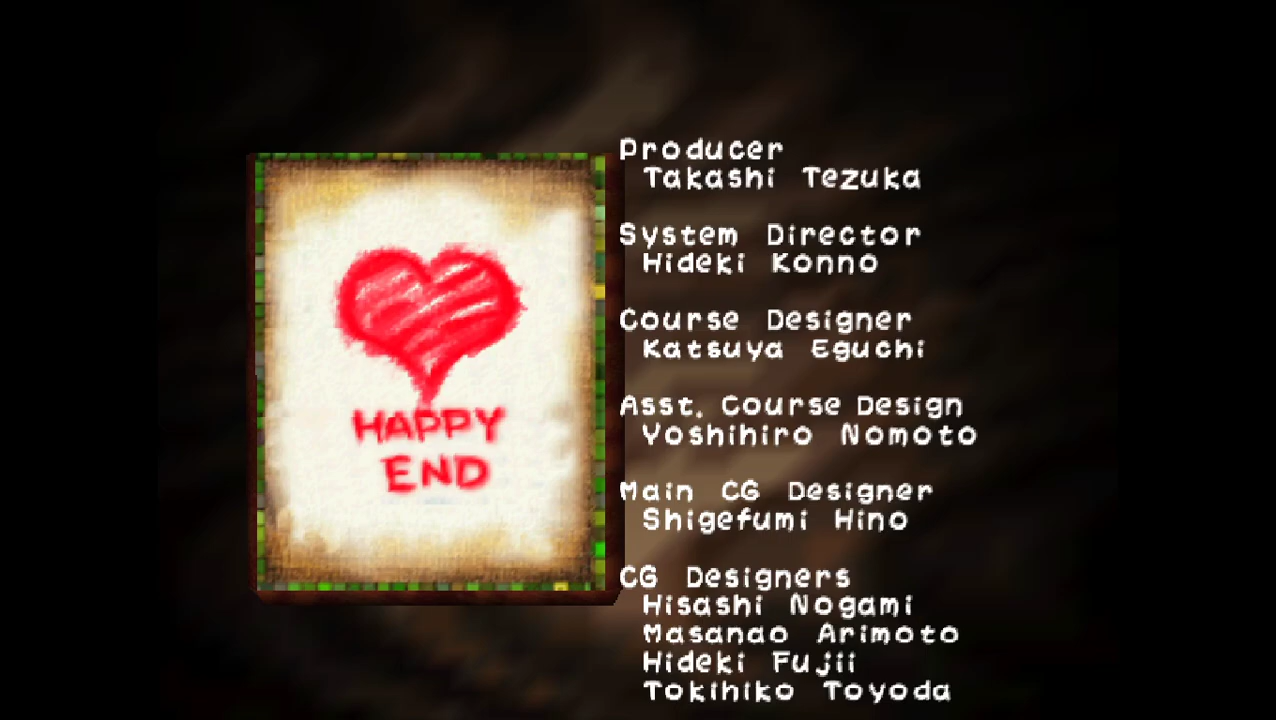 HAPPY
END
Producer
Takashi Tezuka
System Director
Hideki Konno
Course Designer
Katsuya Eguchi
Asst. Course Design
Yoshihiro Nomoto
Main CG Designer
Shigefumi Hino
CG Designers
Hisashi Nogami
Masanao Arimoto
Hideki Fujii
Tokihiko Toyoda